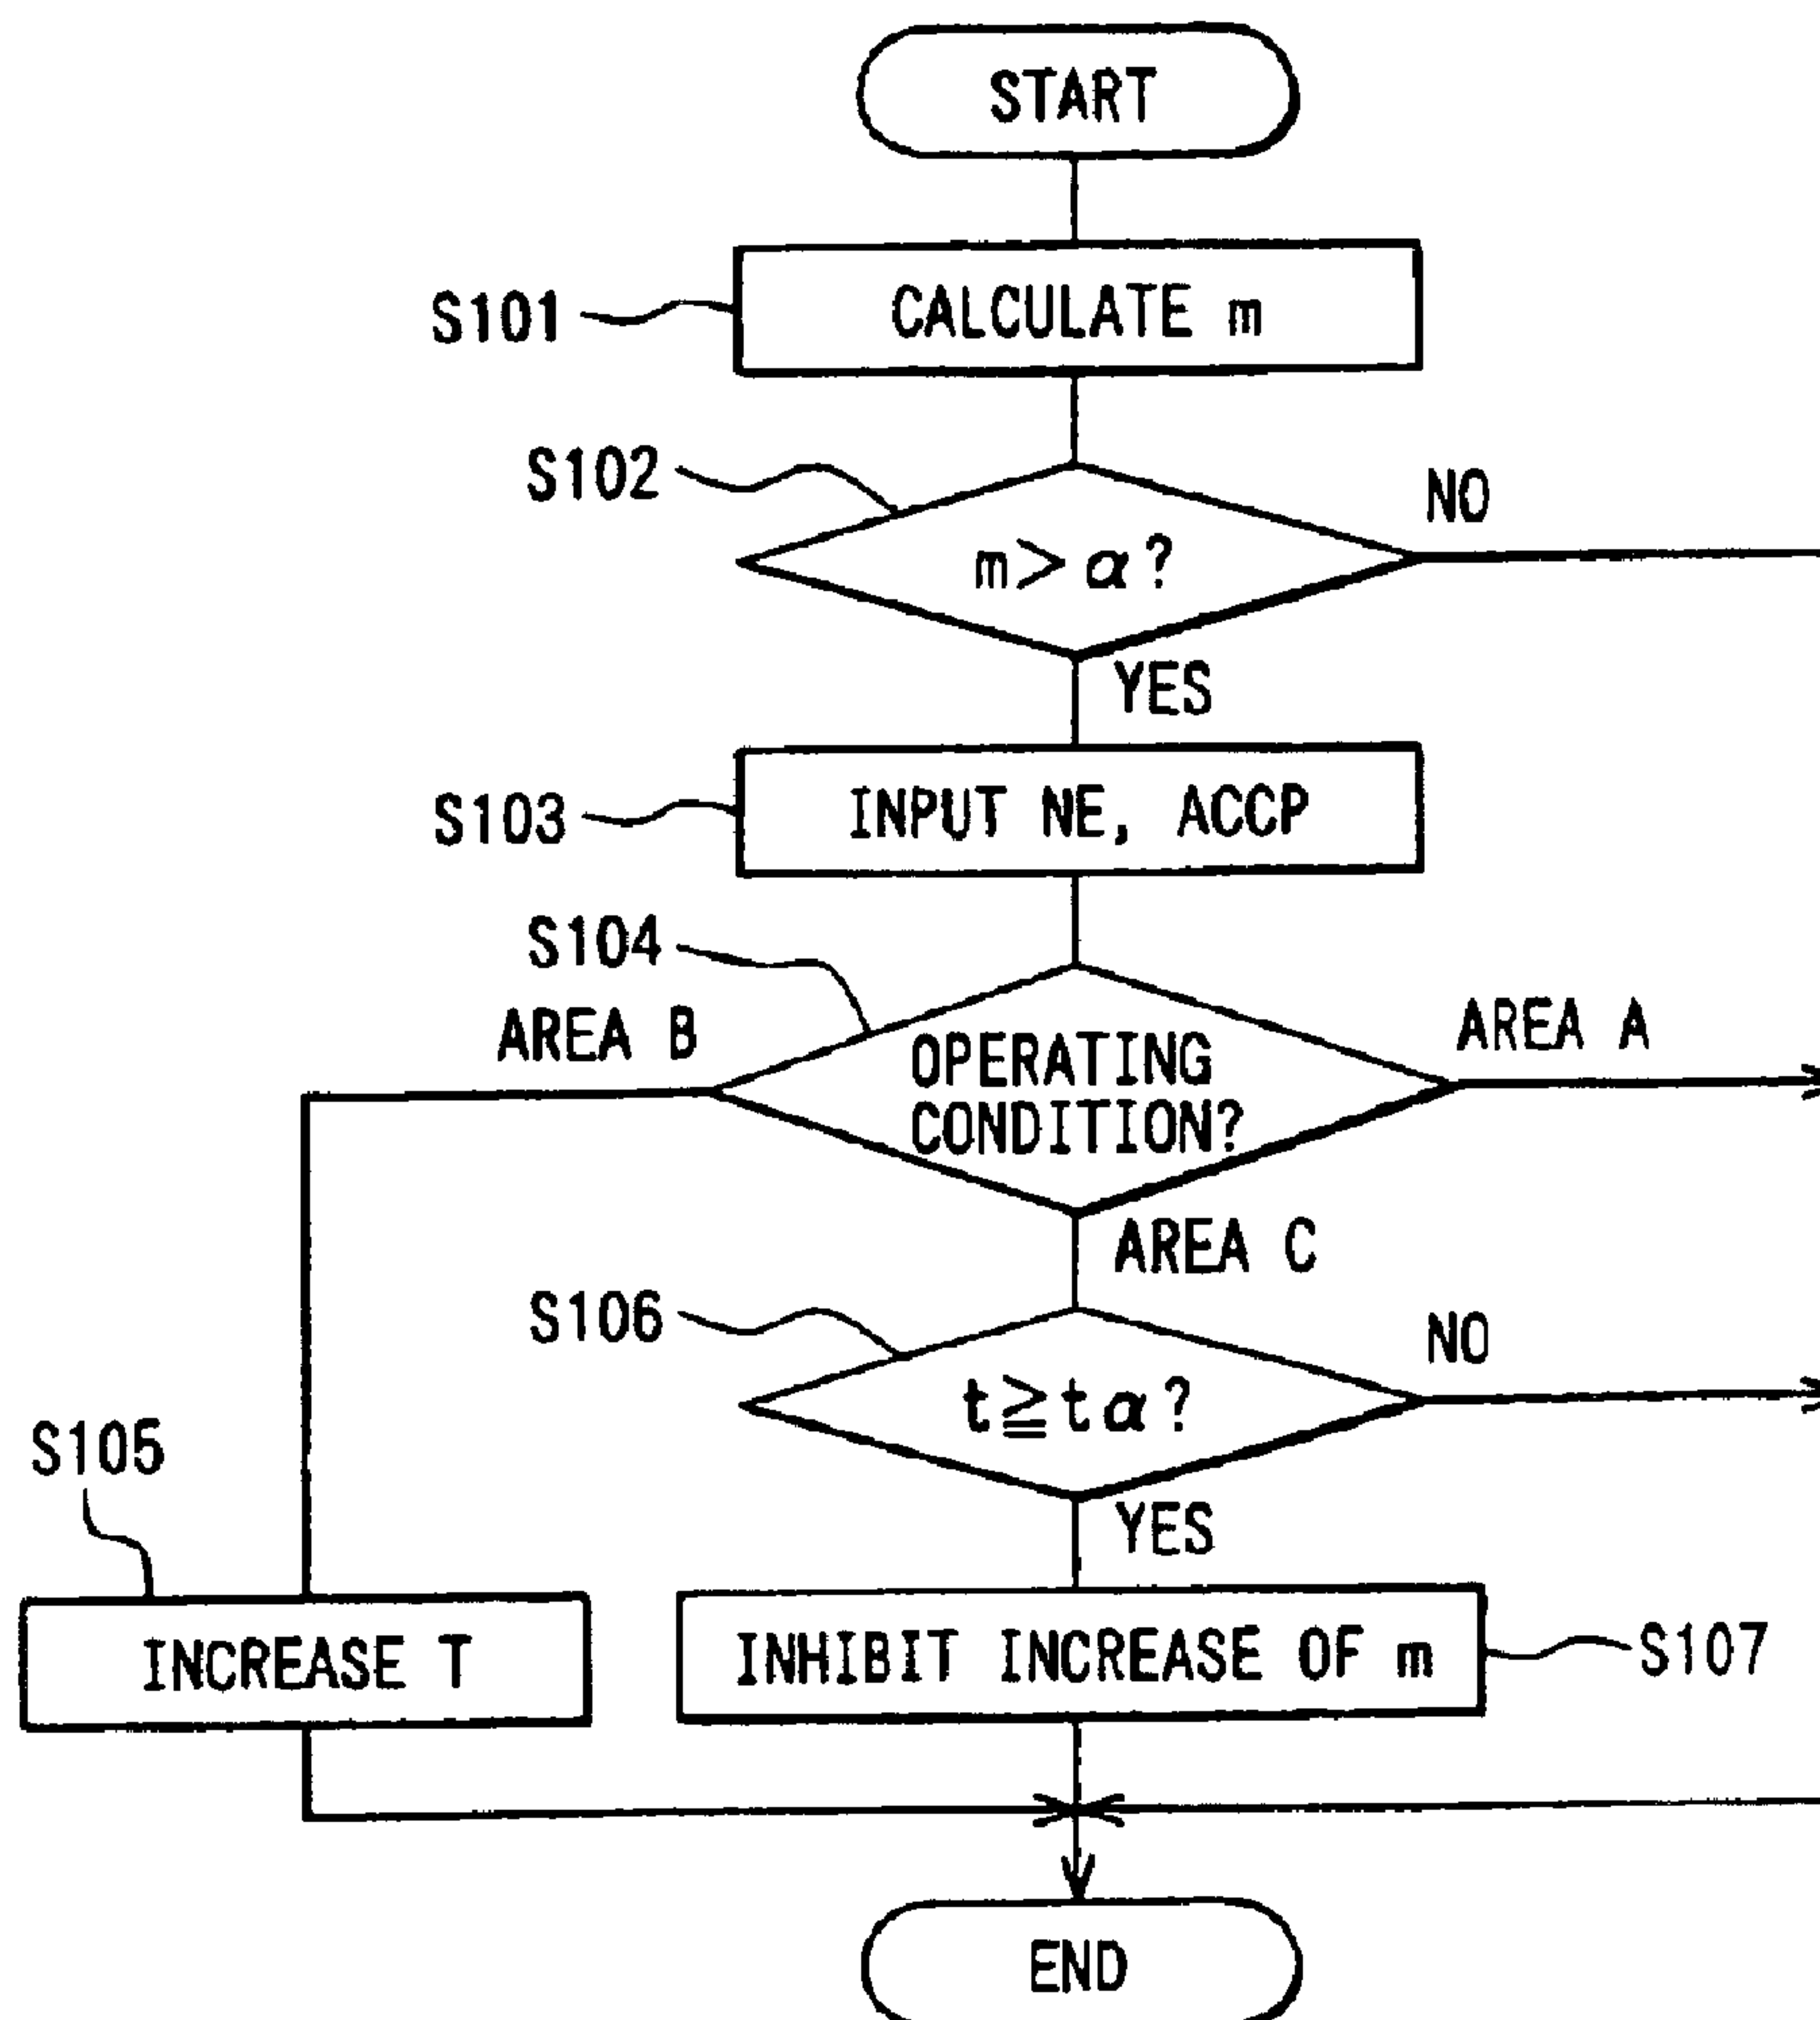 START
S101
CALCULATE m
S102
NO
m> α?
YES
S103
INPUT NE, ACCP
S104
AREA B
AREA A
OPERATING
CONDITION?
AREA C
S106
NO
t≧tα?
S105
YES
INCREASE T
INHIBIT INCREASE OF m
S107
END